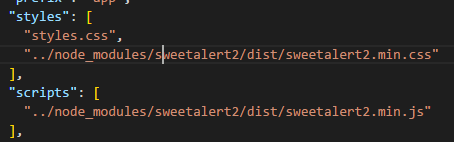 "prefix": "app",
"styles": [
"styles.css",
"../node_modules/sweetalert2/dist/sweetalert2.min.css"
],
"scripts": [
"../node_modules/sweetalert2/dist/sweetalert2.min.js"
],